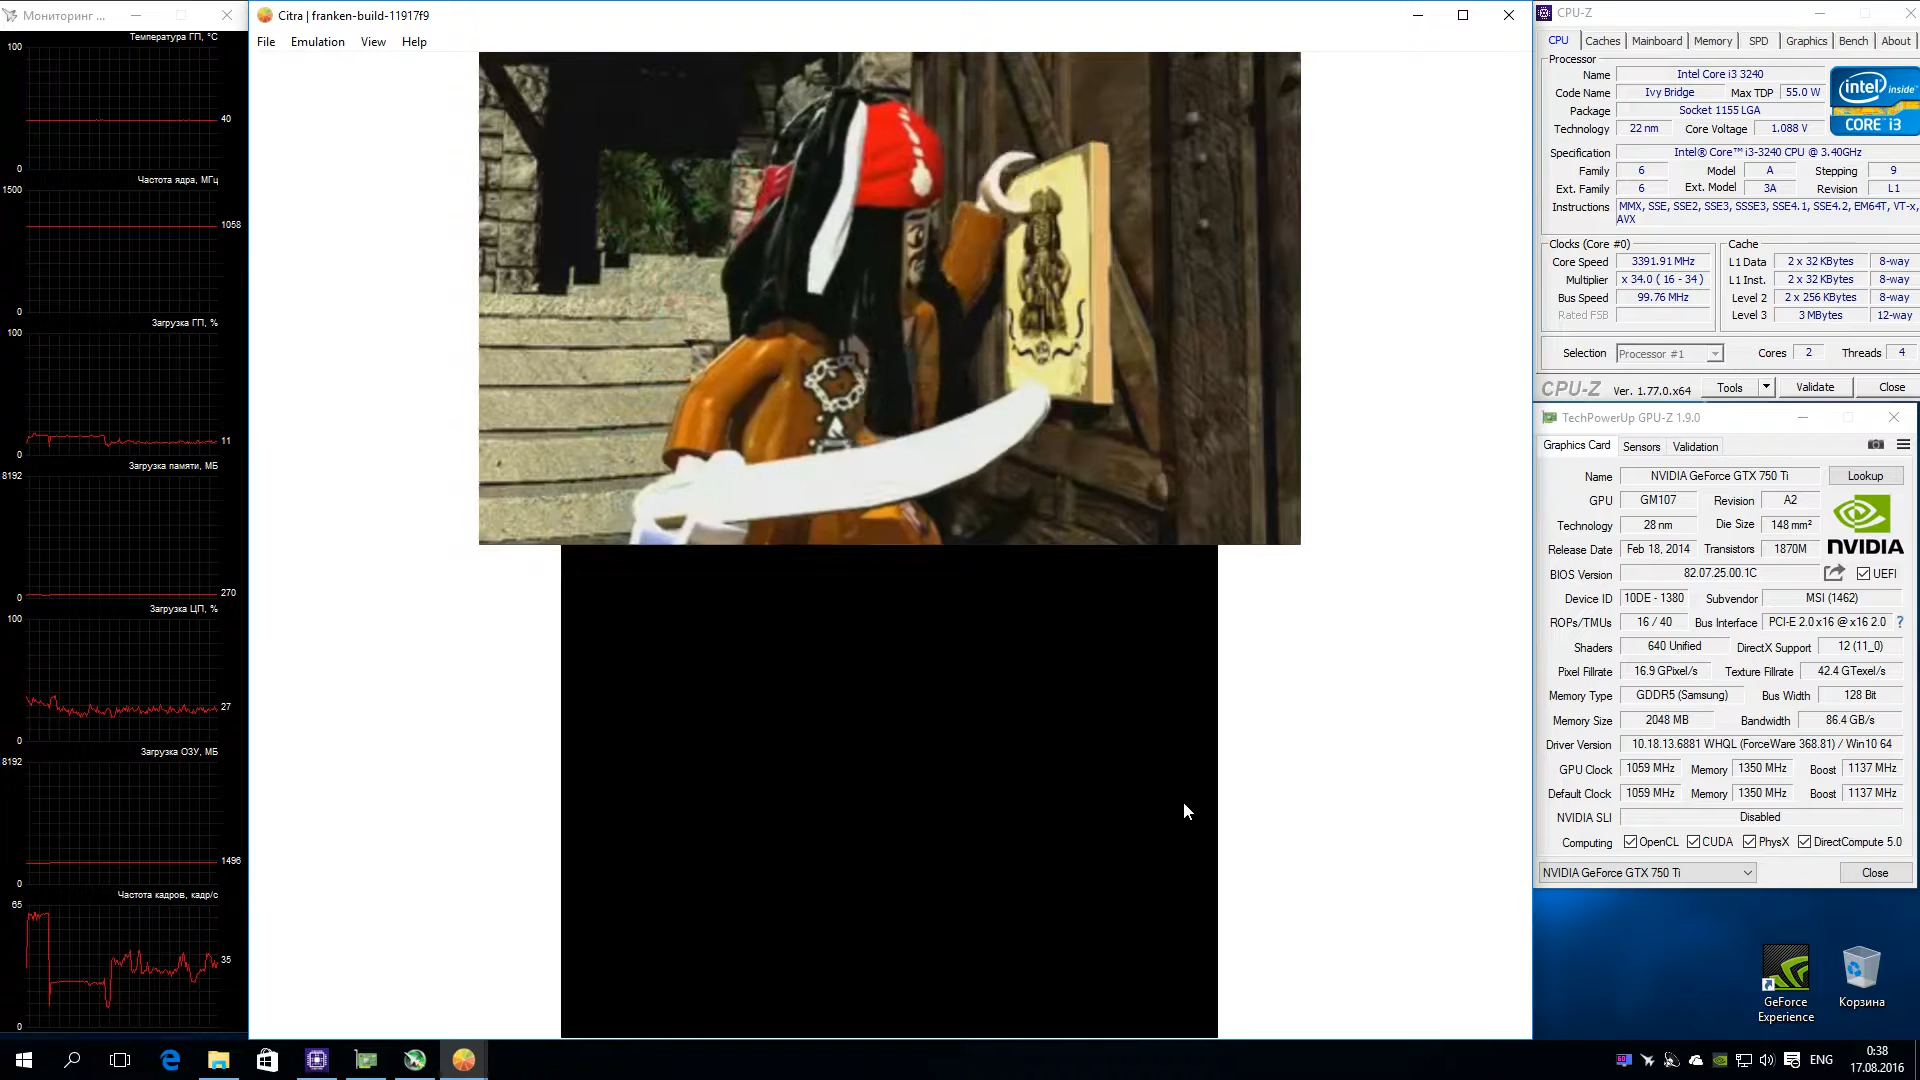 Мониторинг ...
Температура ГП, °C
100
40
0
Частота ядра, МГц
1500
1058
0
Загрузка ГП, %
100
11
0
Загрузка памяти, МБ
8192
270
0
Загрузка ЦП, %
100
27
0
Загрузка ОЗУ, МБ
8192
1496
0
Частота кадров, кадр/с
65
35
0
Citra | franken-build-11917f9
File Emulation View Help
CPU-Z
CPU Caches Mainboard Memory SPD Graphics Bench About
Processor
Name Intel Core i3 3240
Code Name Ivy Bridge Max TDP 55.0 W
Package Socket 1155 LGA
Technology 22 nm Core Voltage 1.088 V
intel inside
CORE i3
Specification Intel® Core™ i3-3240 CPU @ 3.40GHz
Family 6 Model A Stepping 9
Ext. Family 6 Ext. Model 3A Revision L1
Instructions MMX, SSE, SSE2, SSE3, SSSE3, SSE4.1, SSE4.2, EM64T, VT-x,
AVX
Clocks (Core #0) Cache
Core Speed 3391.91 MHz L1 Data 2 x 32 KBytes 8-way
Multiplier x 34.0 ( 16 - 34 ) L1 Inst. 2 x 32 KBytes 8-way
Bus Speed 99.76 MHz Level 2 2 x 256 KBytes 8-way
Rated FSB Level 3 3 MBytes 12-way
Selection Processor #1 Cores 2 Threads 4
CPU-Z Ver. 1.77.0.x64 Tools Validate Close
TechPowerUp GPU-Z 1.9.0
Graphics Card Sensors Validation
Name NVIDIA GeForce GTX 750 Ti Lookup
GPU GM107 Revision A2
Technology 28 nm Die Size 148 mm²
Release Date Feb 18, 2014 Transistors 1870M
NVIDIA
BIOS Version 82.07.25.00.1C UEFI
Device ID 10DE - 1380 Subvendor MSI (1462)
ROPs/TMUs 16 / 40 Bus Interface PCI-E 2.0 x16 @ x16 2.0 ?
Shaders 640 Unified DirectX Support 12 (11_0)
Pixel Fillrate 16.9 GPixel/s Texture Fillrate 42.4 GTexel/s
Memory Type GDDR5 (Samsung) Bus Width 128 Bit
Memory Size 2048 MB Bandwidth 86.4 GB/s
Driver Version 10.18.13.6881 WHQL (ForceWare 368.81) / Win10 64
GPU Clock 1059 MHz Memory 1350 MHz Boost 1137 MHz
Default Clock 1059 MHz Memory 1350 MHz Boost 1137 MHz
NVIDIA SLI Disabled
Computing OpenCL CUDA PhysX DirectCompute 5.0
NVIDIA GeForce GTX 750 Ti Close
GeForce
Experience
Корзина
ENG
0:38
17.08.2016